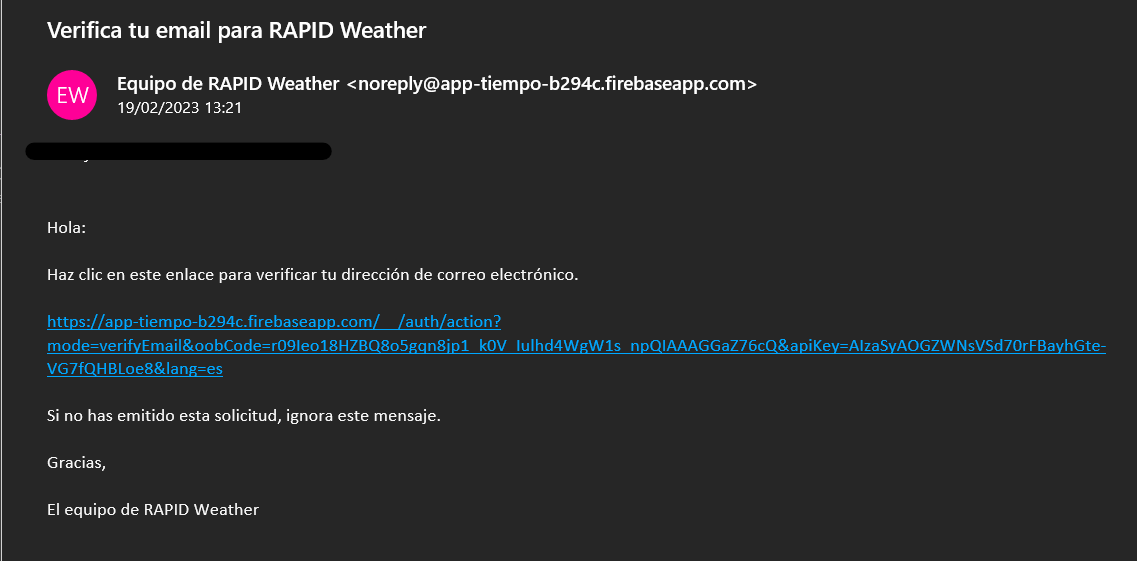 Verifica tu email para RAPID Weather
EW
Equipo de RAPID Weather <noreply@app-tiempo-b294c.firebaseapp.com>
19/02/2023 13:21
Hola:
Haz clic en este enlace para verificar tu dirección de correo electrónico.
https://app-tiempo-b294c.firebaseapp.com/__/auth/action?
mode=verifyEmail&oobCode=r09Ieo18HZBQ8o5gqn8jp1_k0V_Iulhd4WgW1s_npQIAAAGGaZ76cQ&apiKey=AIzaSyAOGZWNsVSd70rFBayhGte-
VG7fQHBLoe8&lang=es
Si no has emitido esta solicitud, ignora este mensaje.
Gracias,
El equipo de RAPID Weather